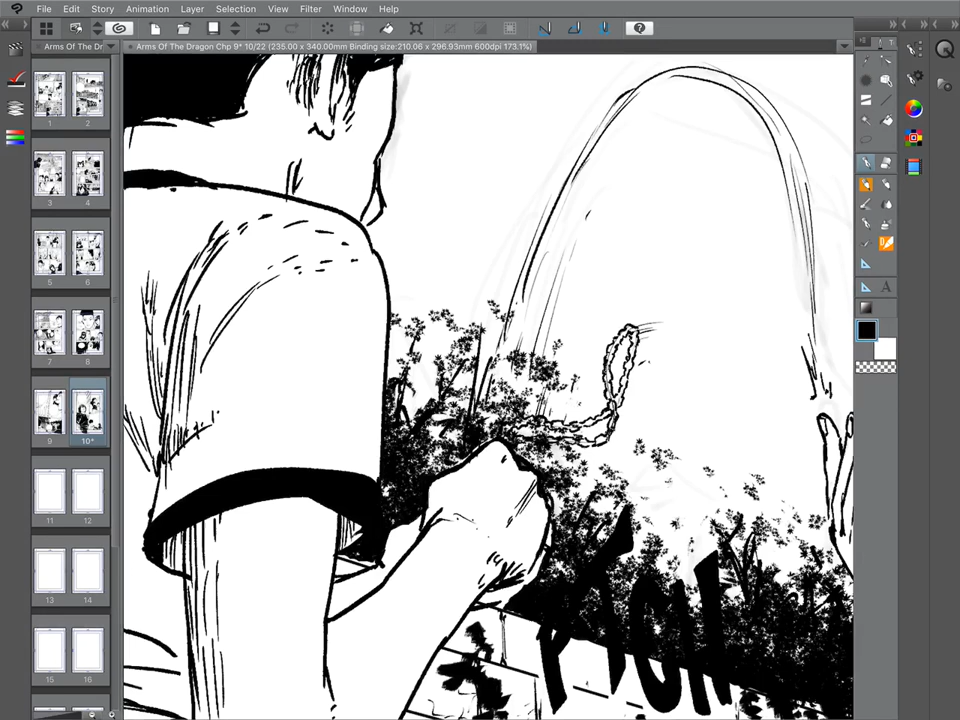 File Edit Story Animation Layer Selection View Filter Window Help
Arms Of The Dr
Arms Of The Dragon Chp 9* 10/22 (235.00 x 340.00mm Binding size:210.06 x 296.93mm 600dpi 173.1%)
1 2
3 4
5 6
7 8
9 10*
11 12
13 14
15 16
A